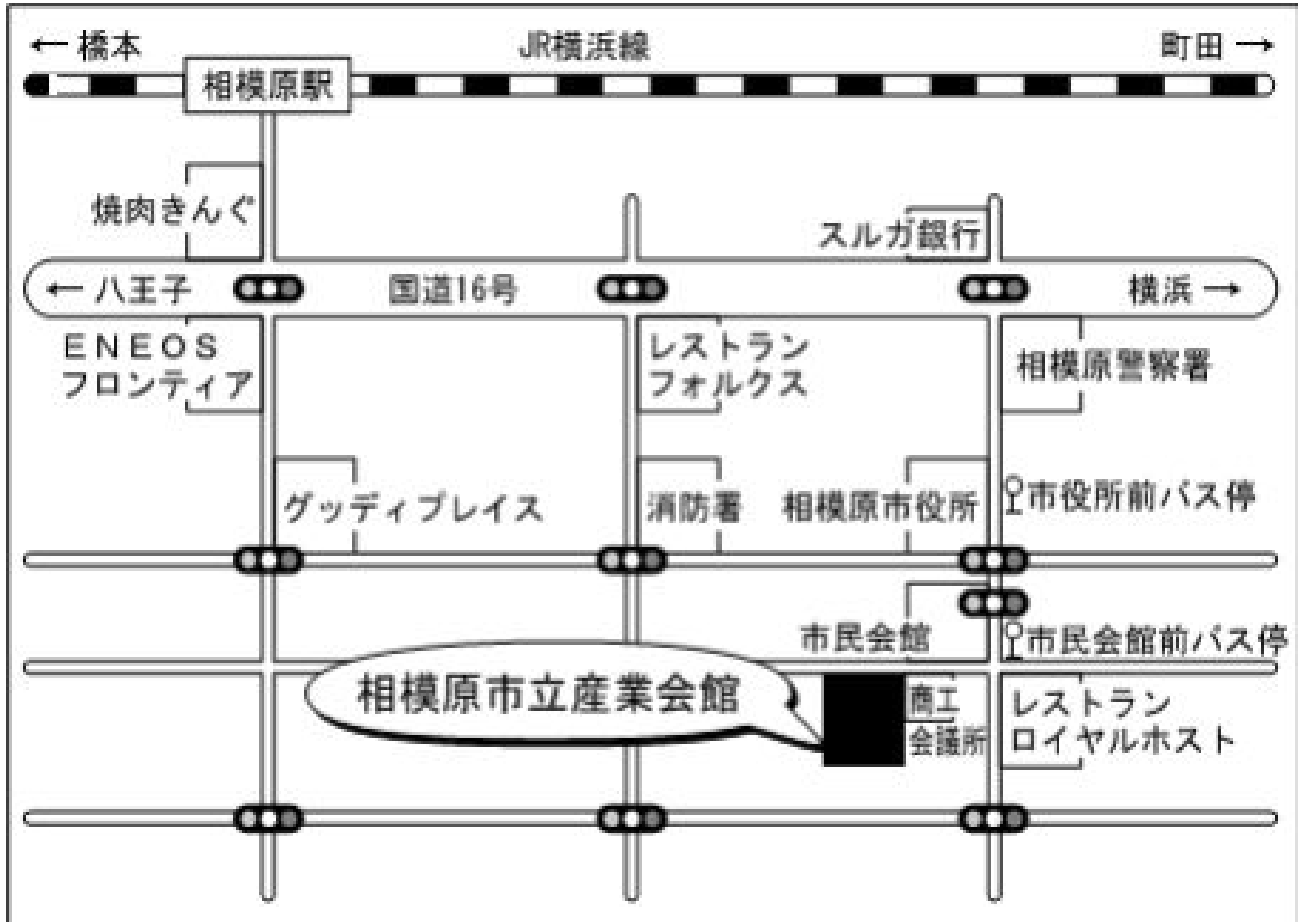 ← 橋本
JR横浜線
町田 →
相模原駅
焼肉きんぐ
スルガ銀行
← 八王子
国道16号
横浜 →
ENEOS
フロンティア
レストラン
フォルクス
相模原警察署
グッディプレイス
消防署
相模原市役所
市役所前バス停
市民会館
市民会館前バス停
相模原市立産業会館
商工
会議所
レストラン
ロイヤルホスト